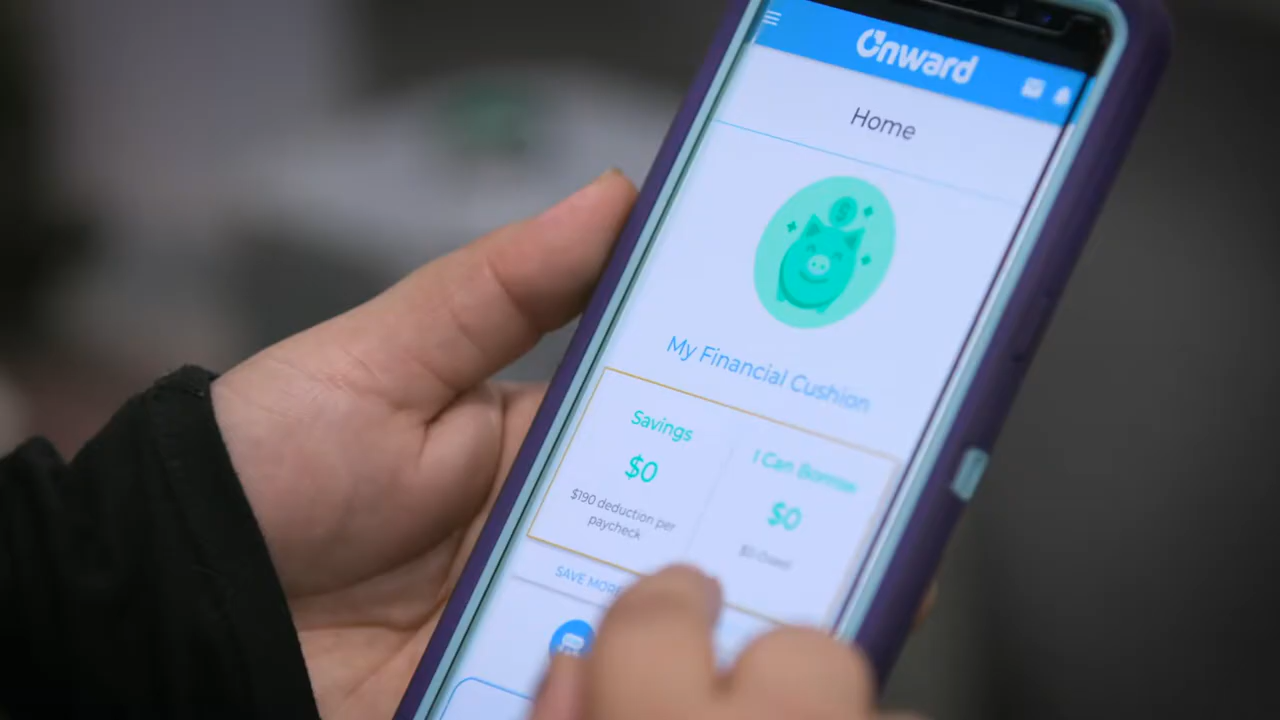 Onward
Home
My Financial Cushion
Savings
$0
$190 deduction per
paycheck
I Can Borrow
$0
SAVE MORE